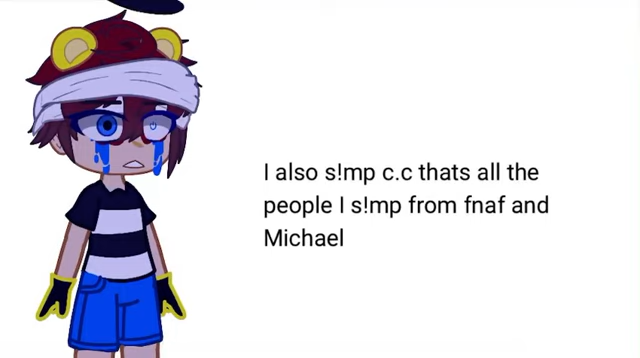 I also s!mp c.c thats all the
people I s!mp from fnaf and
Michael